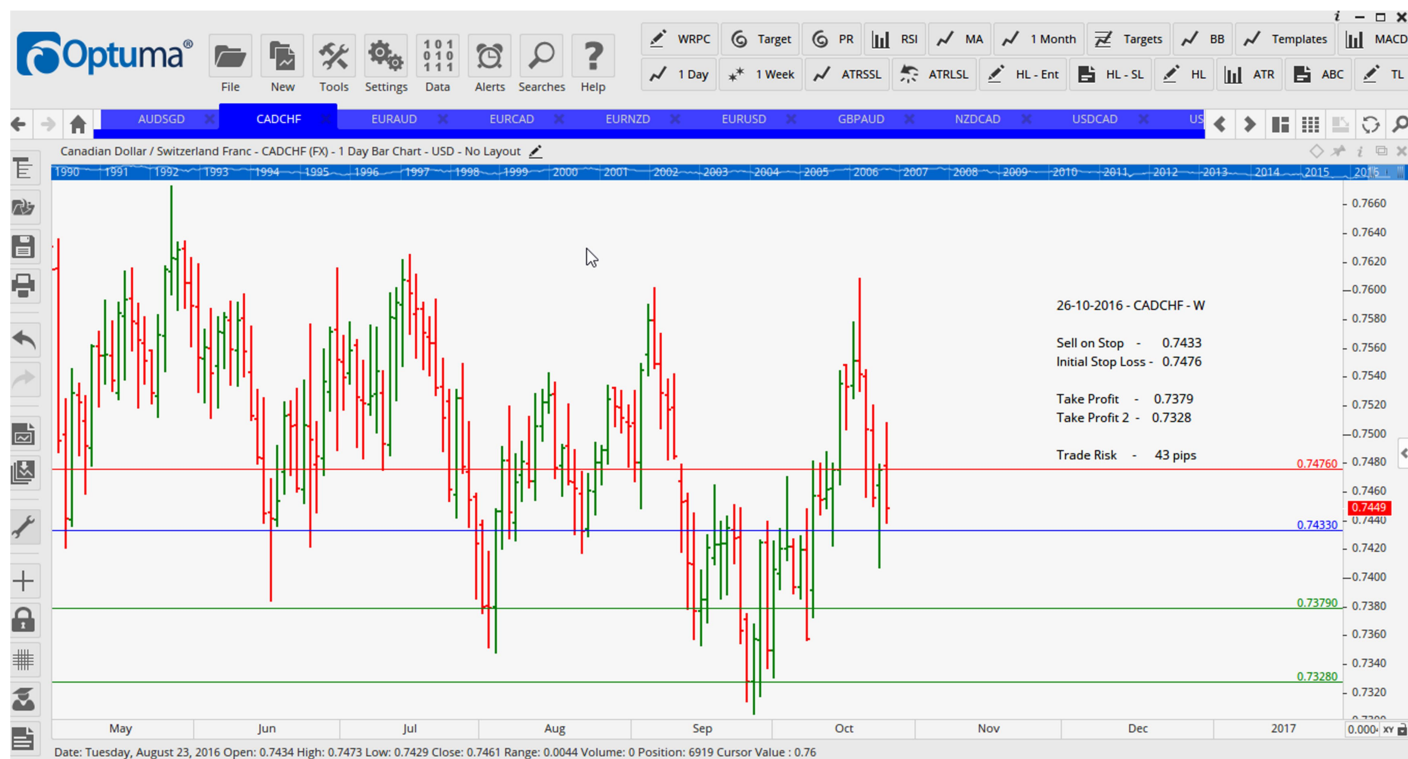 i
Optuma®
File New Tools Settings Data Alerts Searches Help
101
010
111
WRPC Target PR RSI MA 1 Month Targets BB Templates MACD
1 Day 1 Week ATRSSL ATRLSL HL - Ent HL - SL HL ATR ABC TL
AUDSGD CADCHF EURAUD EURCAD EURNZD EURUSD GBPAUD NZDCAD USDCAD US
Canadian Dollar / Switzerland Franc - CADCHF (FX) - 1 Day Bar Chart - USD - No Layout
1990 1991 1992 1993 1994 1995 1996 1997 1998 1999 2000 2001 2002 2003 2004 2005 2006 2007 2008 2009 2010 2011 2012 2013 2014 2015
0.7660
0.7640
0.7620
0.7600
26-10-2016 - CADCHF - W
0.7580
Sell on Stop - 0.7433
0.7560
Initial Stop Loss - 0.7476
0.7540
Take Profit - 0.7379
0.7520
Take Profit 2 - 0.7328
0.7500
Trade Risk - 43 pips
0.74760
0.7480
0.7460
0.7449
0.74330
0.7440
0.7420
0.7400
0.73790
0.7380
0.7360
0.7340
0.73280
0.7320
May Jun Jul Aug Sep Oct Nov Dec 2017 XY
Date: Tuesday, August 23, 2016 Open: 0.7434 High: 0.7473 Low: 0.7429 Close: 0.7461 Range: 0.0044 Volume: 0 Position: 6919 Cursor Value : 0.76